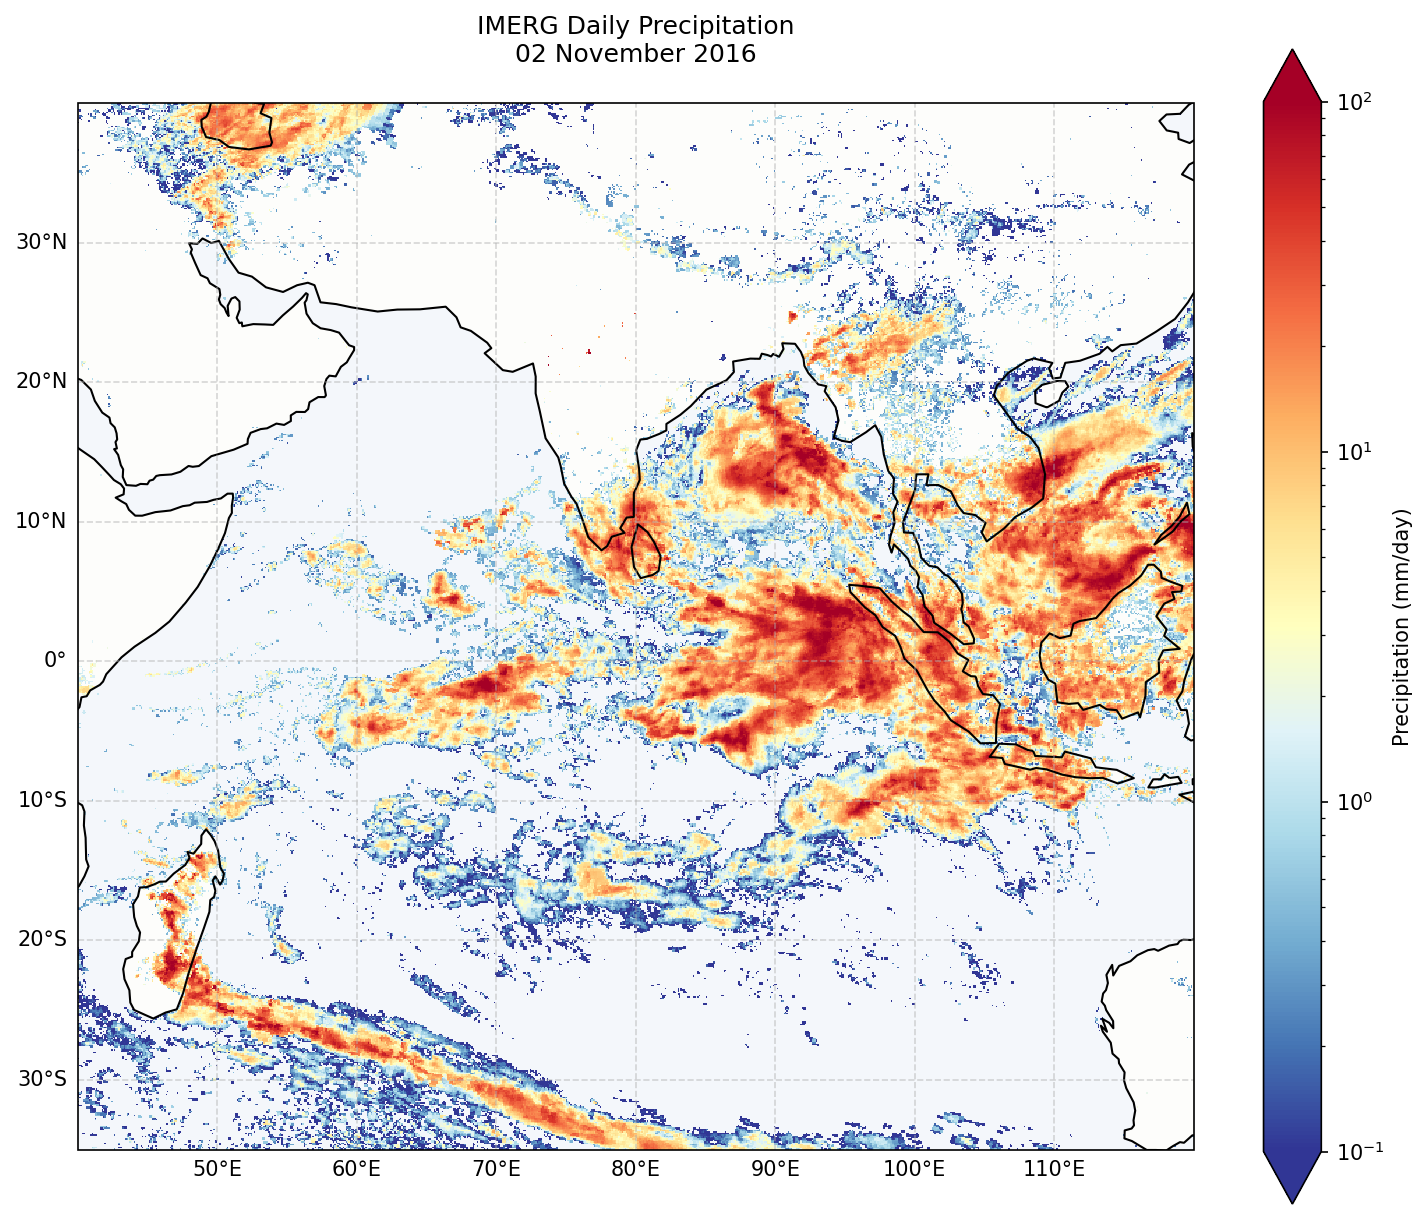 IMERG Daily Precipitation
02 November 2016
30°N
20°N
10°N
0°
10°S
20°S
30°S
50°E
60°E
70°E
80°E
90°E
100°E
110°E
10²
10¹
10⁰
10⁻¹
Precipitation (mm/day)